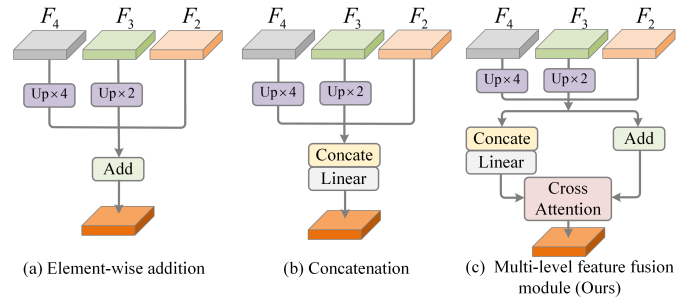 F4 F3 F2
Up×4 Up×2
Add
(a) Element-wise addition
F4 F3 F2
Up×4 Up×2
Concate
Linear
(b) Concatenation
F4 F3 F2
Up×4 Up×2
Concate Add
Linear
Cross
Attention
(c) Multi-level feature fusion
module (Ours)